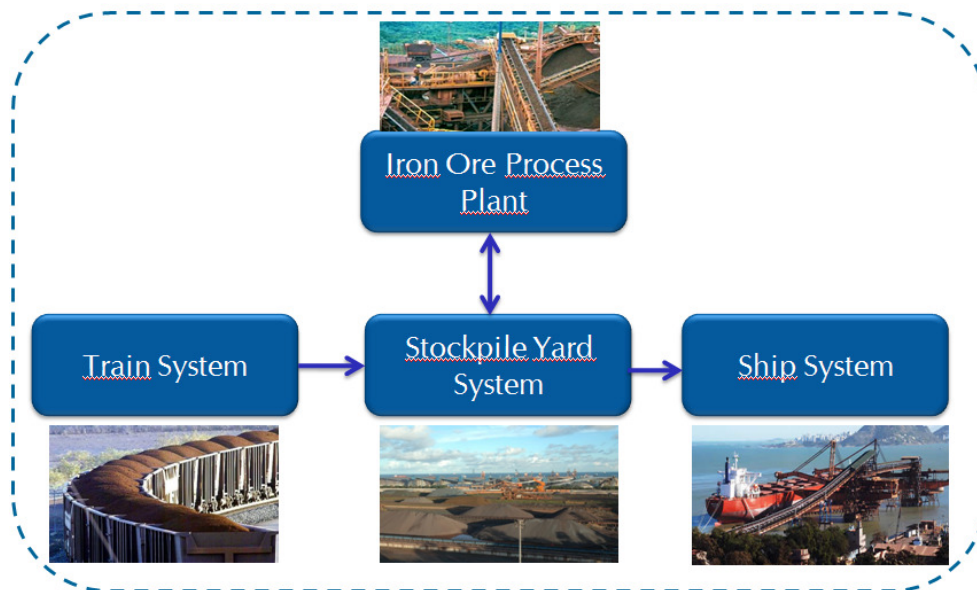 Iron Ore Process
Plant
Train System
Stockpile Yard
System
Ship System